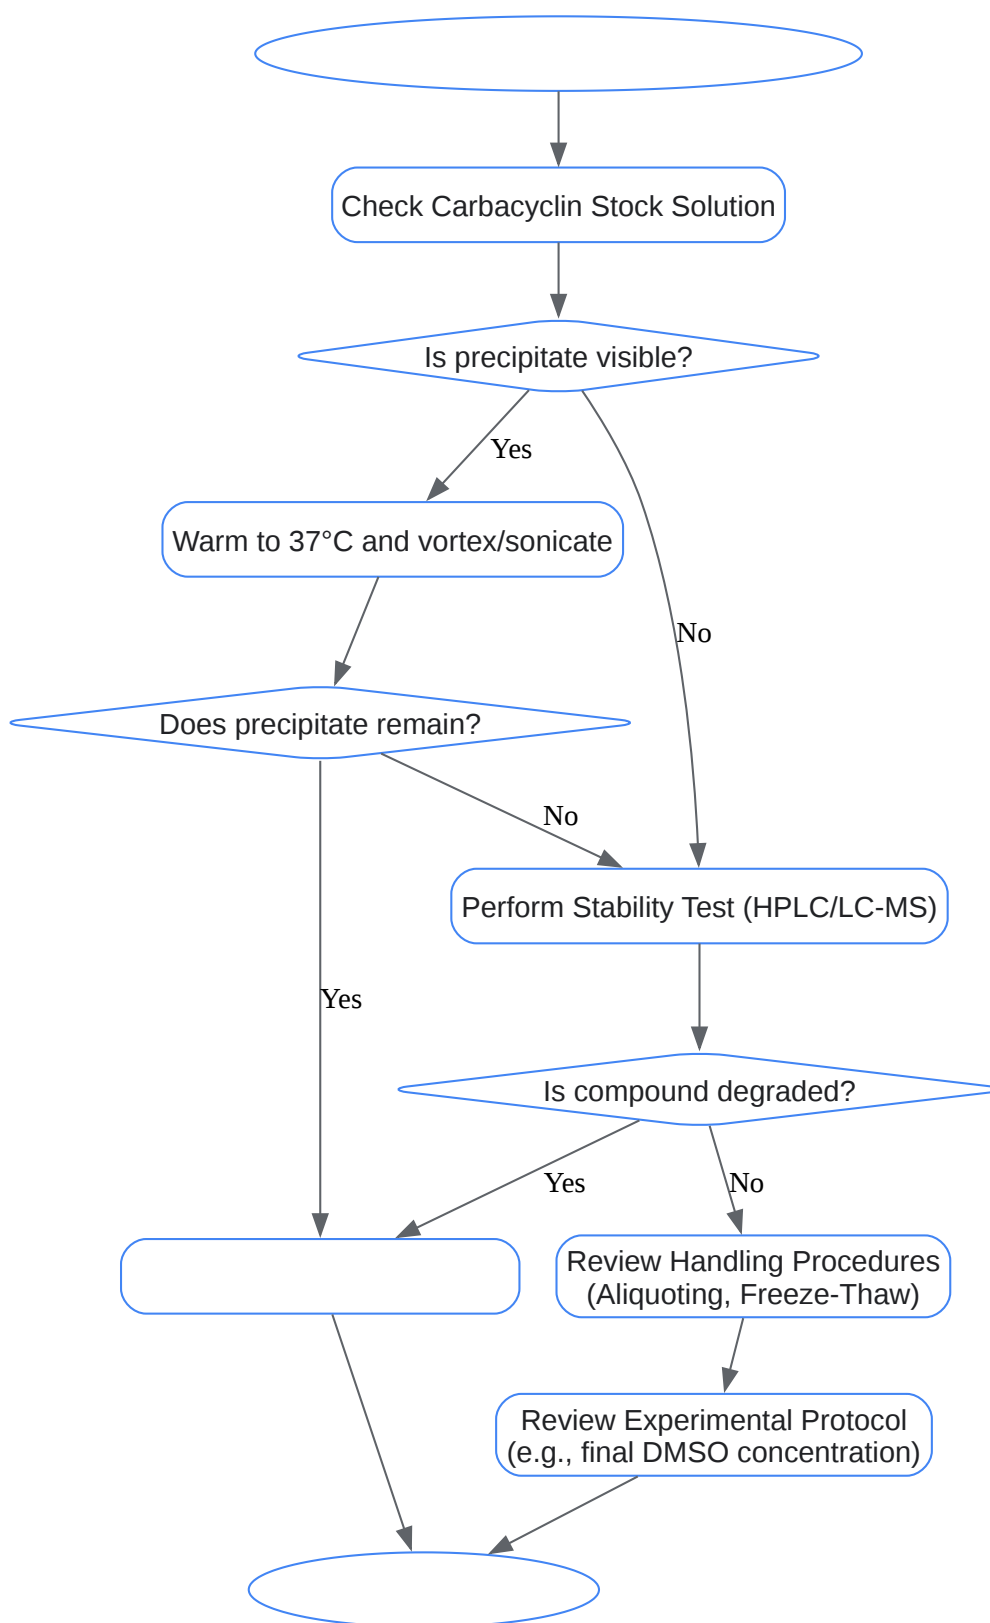 Check Carbacyclin Stock Solution
Is precipitate visible?
Yes
Warm to 37°C and vortex/sonicate
No
Does precipitate remain?
No
Perform Stability Test (HPLC/LC-MS)
Yes
Is compound degraded?
Yes
No
Review Handling Procedures
(Aliquoting, Freeze-Thaw)
Review Experimental Protocol
(e.g., final DMSO concentration)